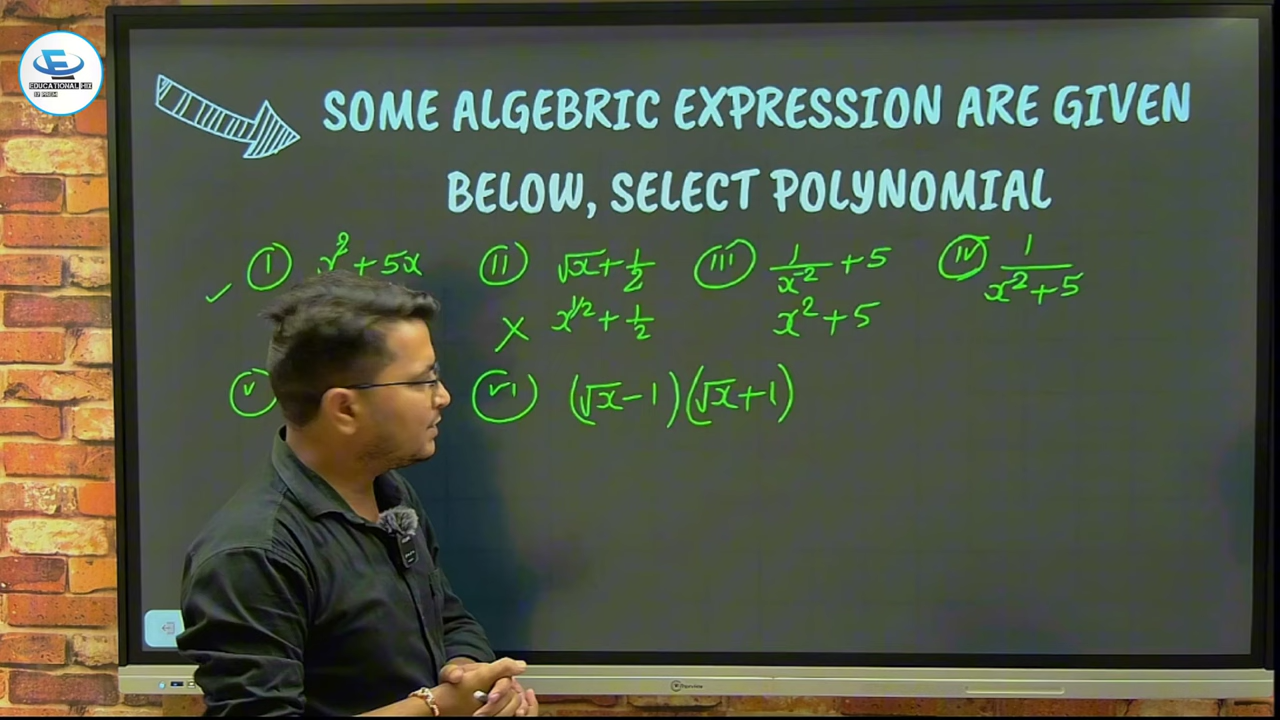 EDUCATIONAL HIX
SOME ALGEBRIC EXPRESSION ARE GIVEN
BELOW, SELECT POLYNOMIAL
(i) x² + 5x (ii) √x + 1/2 (iii) 1/x⁻² + 5 (iv) 1/(x² + 5)
✓ ✗ x^1/2 + 1/2 x² + 5
(v) (vi) (√x - 1)(√x + 1)